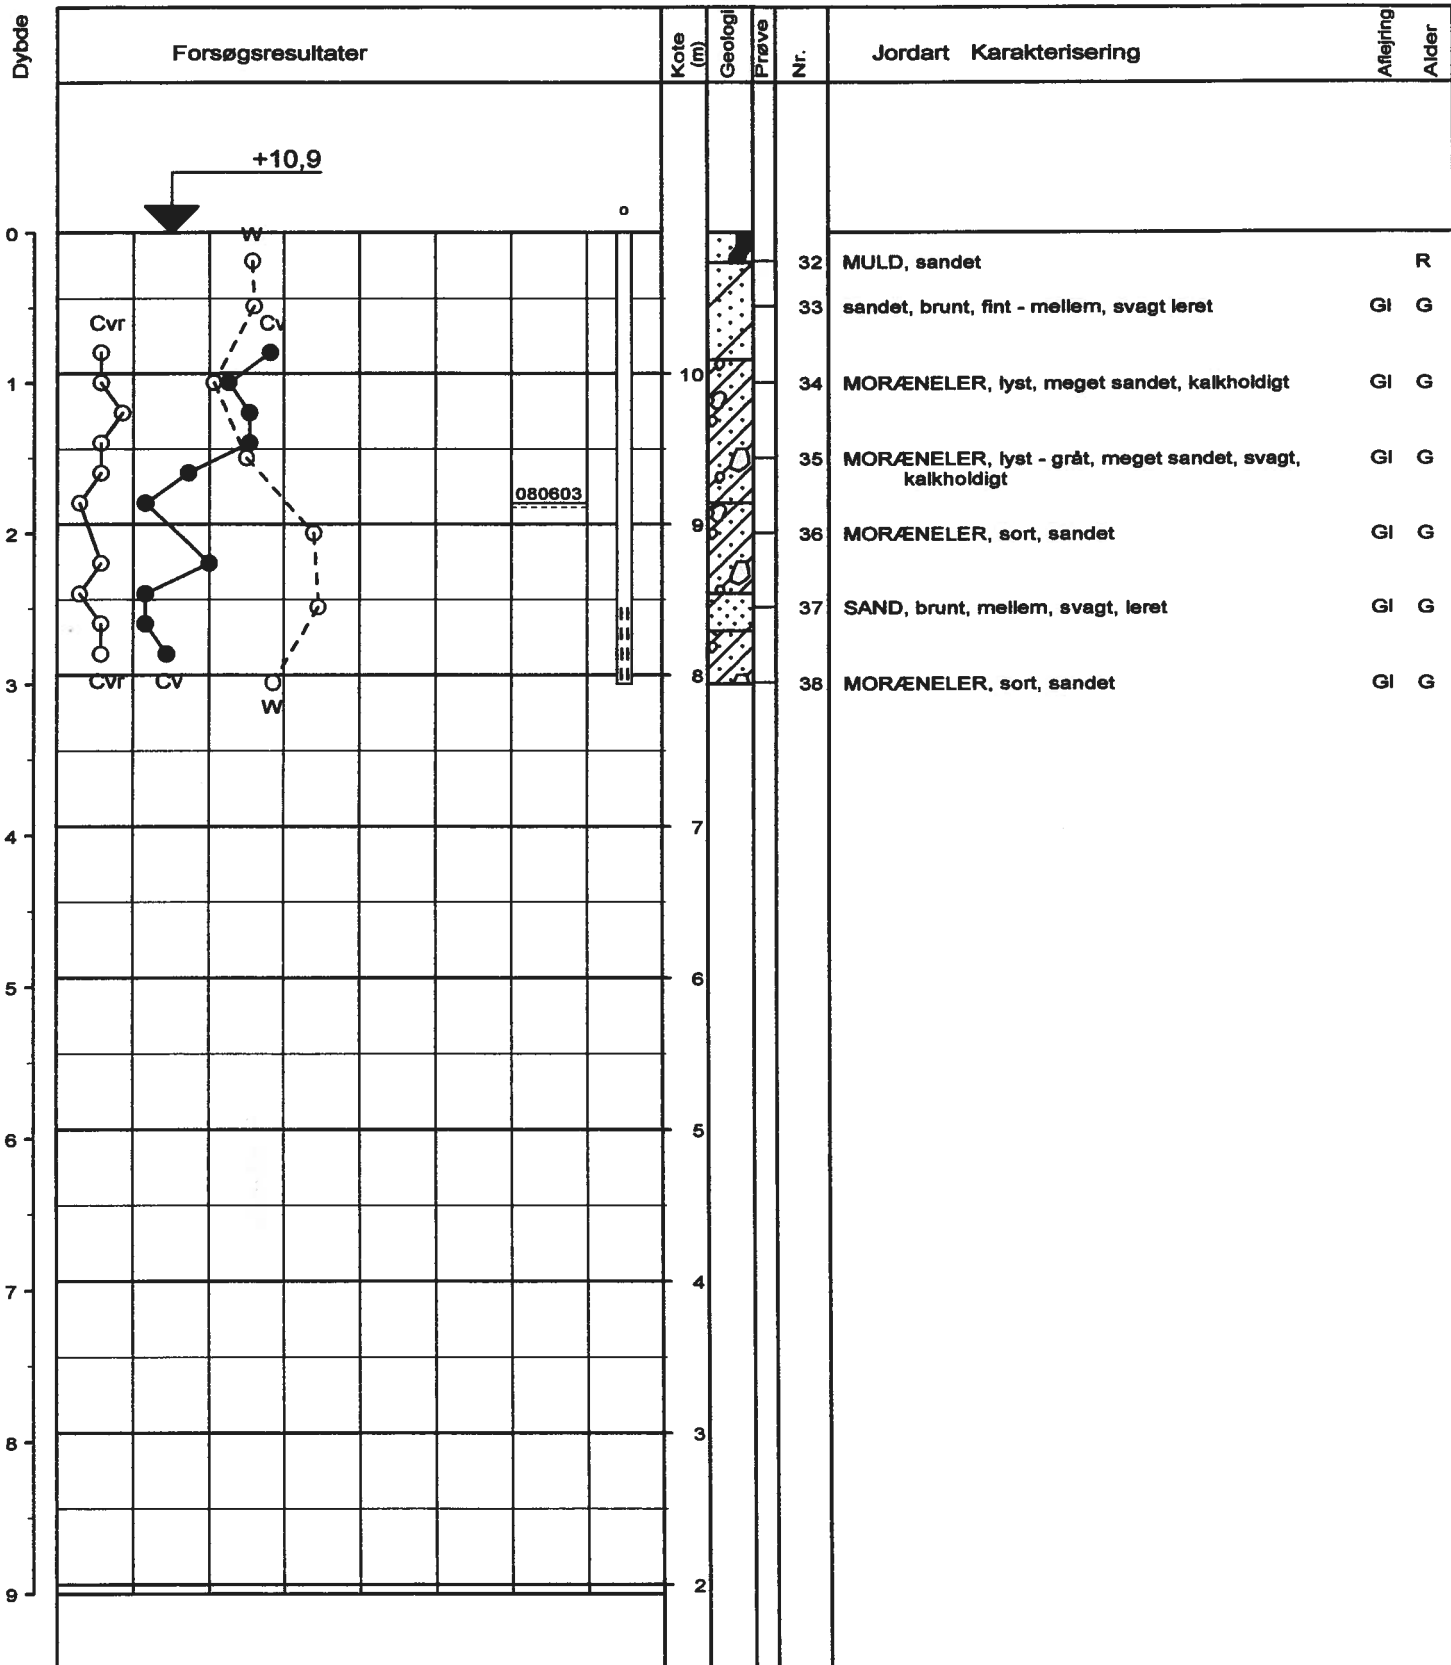 Dybde
Forsøgsresultater
Kote (m)
Geologi
Prøve
Nr.
Jordart Karakterisering
Aflejring
Alder
+10,9
o
0
W
32 MULD, sandet R
33 sandet, brunt, fint - mellem, svagt leret Gl G
Cvr Cv
10
1
34 MORÆNELER, lyst, meget sandet, kalkholdigt Gl G
35 MORÆNELER, lyst - gråt, meget sandet, svagt, Gl G
kalkholdigt
080603
9
2
36 MORÆNELER, sort, sandet Gl G
37 SAND, brunt, mellem, svagt, leret Gl G
8
3
Cvr Cv
W
38 MORÆNELER, sort, sandet Gl G
7
4
6
5
5
6
4
7
3
8
2
9